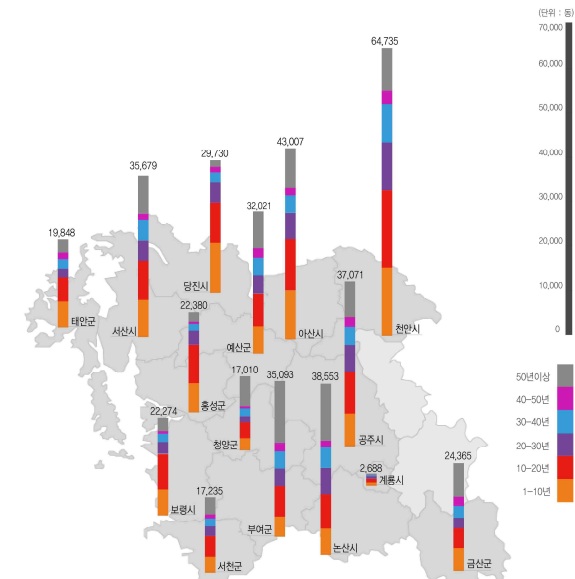 (단위 : 동)
70,000
60,000
50,000
40,000
30,000
20,000
10,000
0
64,735
43,007
29,730
35,679
32,021
19,848
37,071
당진시
22,380
태안군
서산시
예산군
아산시
천안시
17,010
35,093
38,553
홍성군
22,274
청양군
공주시
2,688
계룡시
24,365
17,235
보령시
부여군
논산시
서천군
금산군
50년이상
40-50년
30-40년
20-30년
10-20년
1-10년